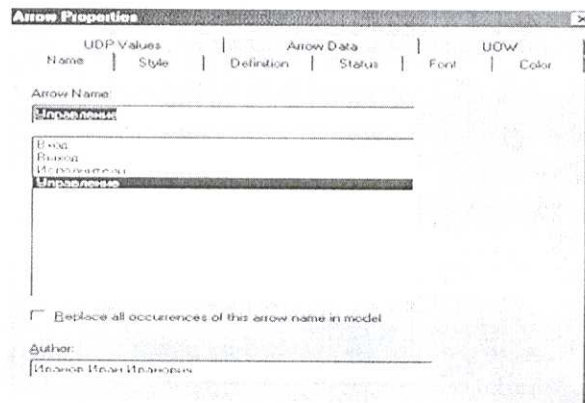 Arrow Properties
UDP Values Arrow Data UOW
Name Style Definition Status Font Color
Arrow Name:
Управление
Вход
Выход
Исполнители
Управление
Replace all occurrences of this arrow name in model
Author:
Иванов Иван Иванович